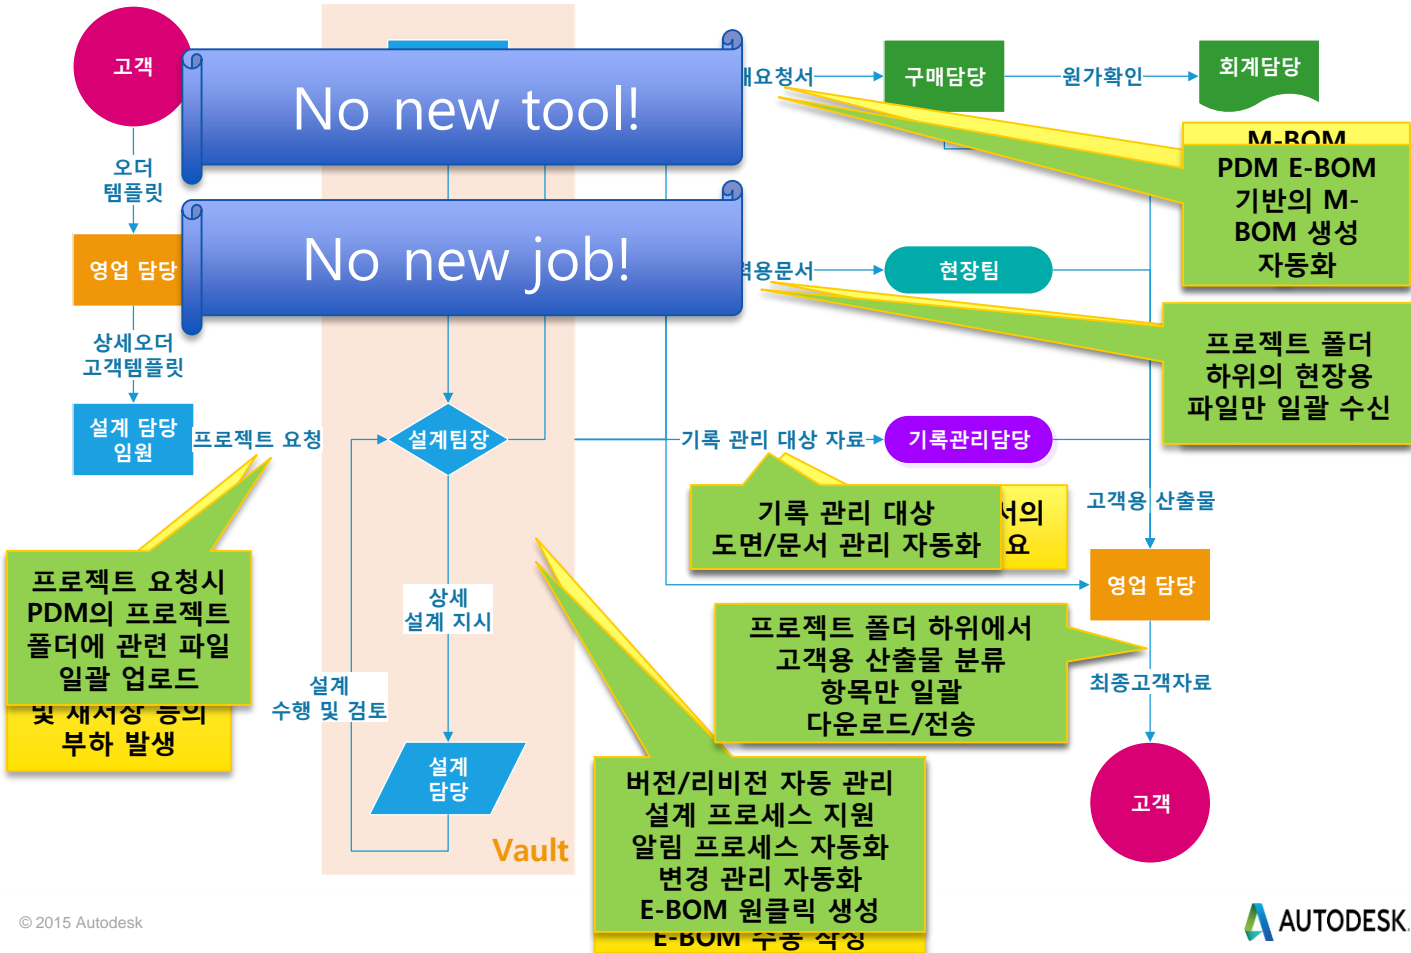 고객
No new tool!
구매담당
원가확인
회계담당
M-BOM
PDM E-BOM
기반의 M-
BOM 생성
자동화
오더
템플릿
No new job!
영업 담당
현장팀
상세오더
고객템플릿
프로젝트 폴더
하위의 현장용
파일만 일괄 수신
설계 담당
임원
프로젝트 요청
설계팀장
기록 관리 대상 자료
기록관리담당
기록 관리 대상
도면/문서 관리 자동화
고객용 산출물
프로젝트 요청시
PDM의 프로젝트
폴더에 관련 파일
일괄 업로드
및 재저장 등의
부하 발생
상세
설계 지시
영업 담당
프로젝트 폴더 하위에서
고객용 산출물 분류
항목만 일괄
다운로드/전송
최종고객자료
설계
수행 및 검토
설계
담당
Vault
버전/리비전 자동 관리
설계 프로세스 지원
알림 프로세스 자동화
변경 관리 자동화
E-BOM 원클릭 생성
E-BOM 수동 작성
고객
© 2015 Autodesk
AUTODESK.